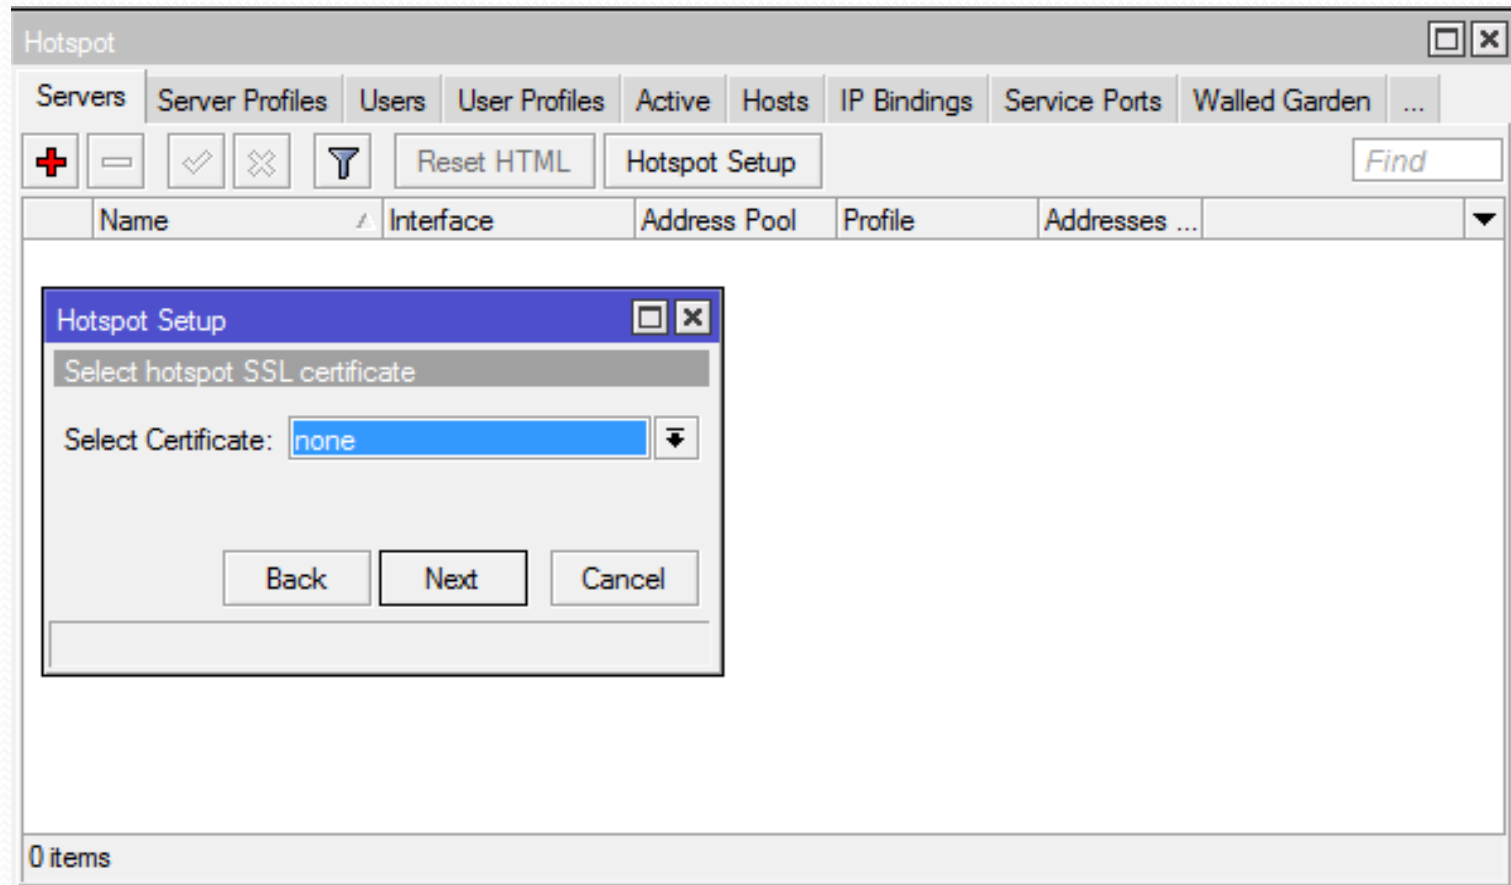 Hotspot
Servers Server Profiles Users User Profiles Active Hosts IP Bindings Service Ports Walled Garden ...
Reset HTML Hotspot Setup Find
Name Interface Address Pool Profile Addresses ...
Hotspot Setup
Select hotspot SSL certificate
Select Certificate: none
Back Next Cancel
0 items